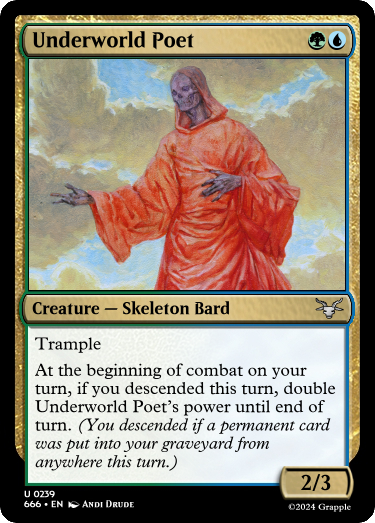 Underworld Poet
Creature — Skeleton Bard
Trample
At the beginning of combat on your
turn, if you descended this turn, double
Underworld Poet's power until end of
turn. (You descended if a permanent card
was put into your graveyard from
anywhere this turn.)
2/3
U 0239
666 • EN Andi Drude
©2024 Grapple